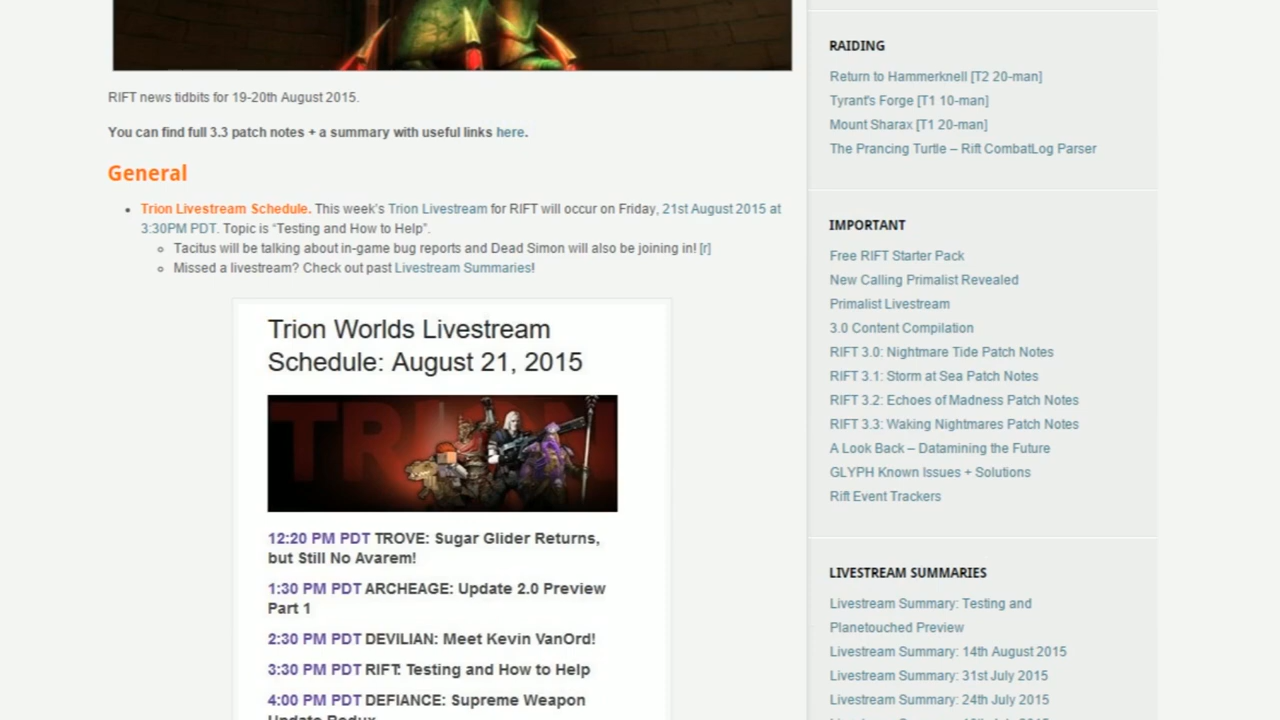 RIFT news tidbits for 19-20th August 2015.
You can find full 3.3 patch notes + a summary with useful links here.
General
Trion Livestream Schedule. This week's Trion Livestream for RIFT will occur on Friday, 21st August 2015 at
3:30PM PDT. Topic is “Testing and How to Help”.
Tacitus will be talking about in-game bug reports and Dead Simon will also be joining in! [r]
Missed a livestream? Check out past Livestream Summaries!
Trion Worlds Livestream
Schedule: August 21, 2015
TRION
12:20 PM PDT TROVE: Sugar Glider Returns,
but Still No Avarem!
1:30 PM PDT ARCHEAGE: Update 2.0 Preview
Part 1
2:30 PM PDT DEVILIAN: Meet Kevin VanOrd!
3:30 PM PDT RIFT: Testing and How to Help
4:00 PM PDT DEFIANCE: Supreme Weapon
Update Redux
RAIDING
Return to Hammerknell [T2 20-man]
Tyrant's Forge [T1 10-man]
Mount Sharax [T1 20-man]
The Prancing Turtle – Rift CombatLog Parser
IMPORTANT
Free RIFT Starter Pack
New Calling Primalist Revealed
Primalist Livestream
3.0 Content Compilation
RIFT 3.0: Nightmare Tide Patch Notes
RIFT 3.1: Storm at Sea Patch Notes
RIFT 3.2: Echoes of Madness Patch Notes
RIFT 3.3: Waking Nightmares Patch Notes
A Look Back – Datamining the Future
GLYPH Known Issues + Solutions
Rift Event Trackers
LIVESTREAM SUMMARIES
Livestream Summary: Testing and
Planetouched Preview
Livestream Summary: 14th August 2015
Livestream Summary: 31st July 2015
Livestream Summary: 24th July 2015